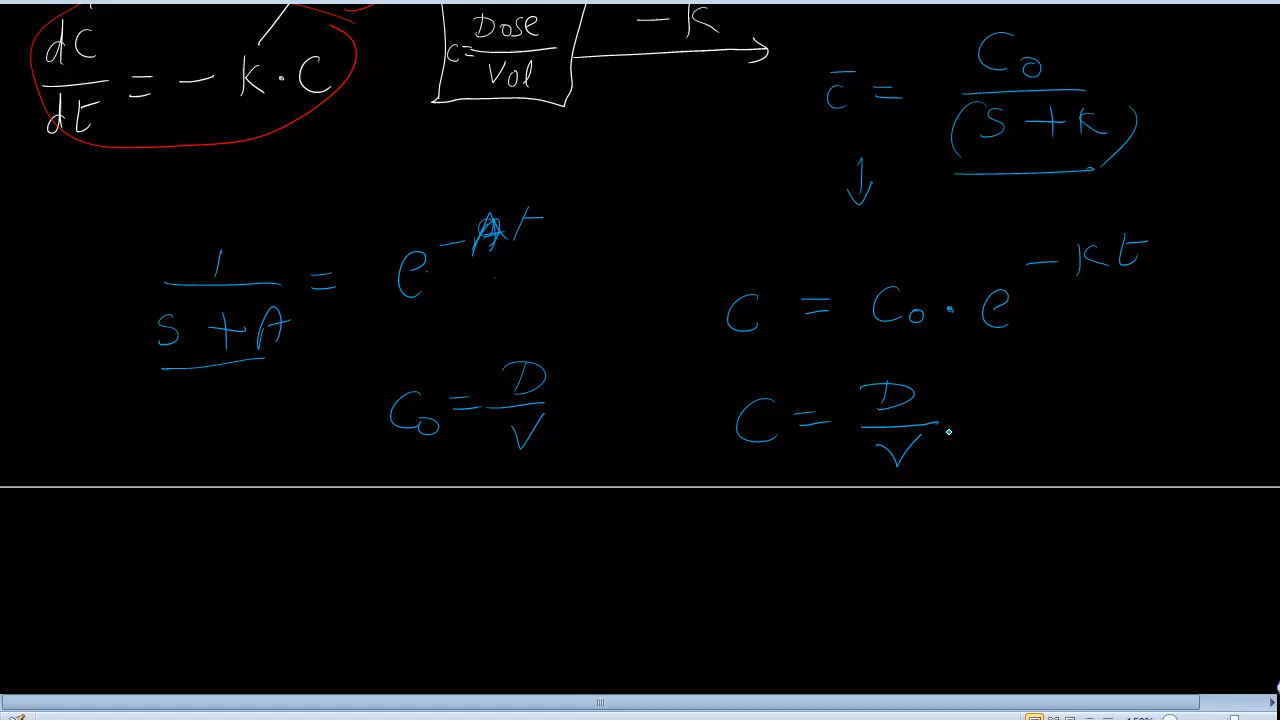 dC/dt = - K · C
C = Dose/Vol
- K
c̄ = C₀/(S + K)
↓
1/(S + A) = e^(-At)
C = C₀ · e^(-Kt)
C₀ = D/V
C = D/V